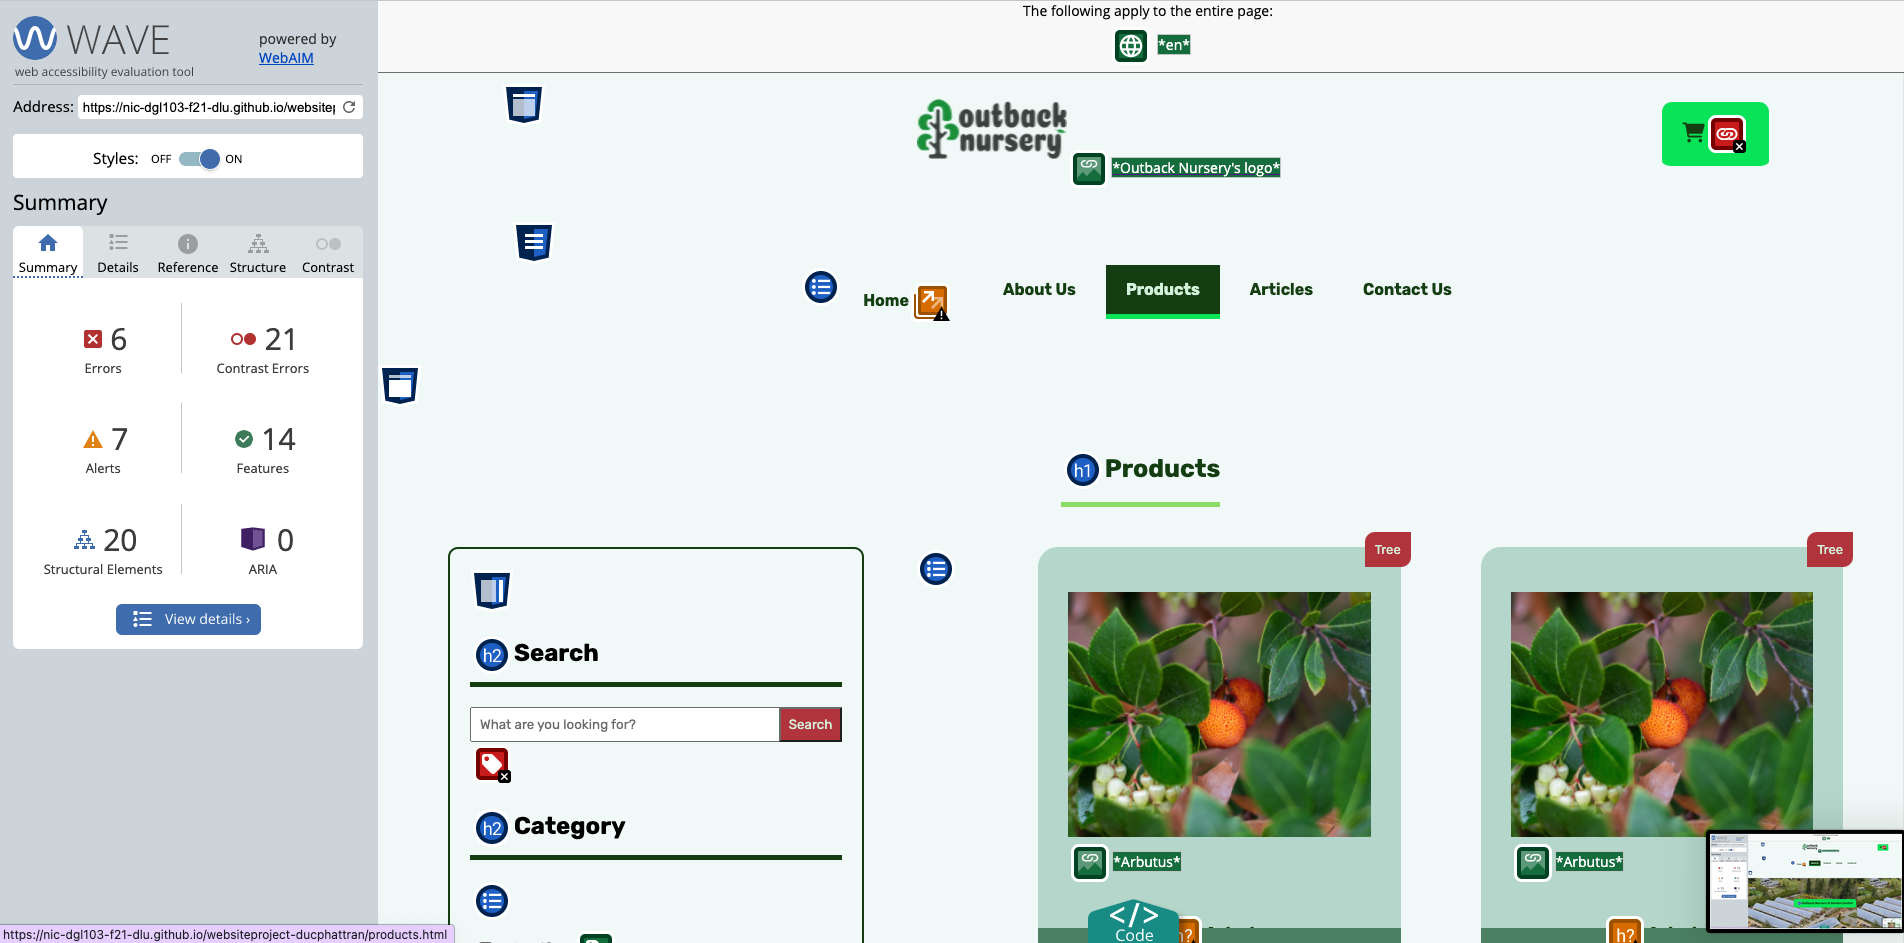 The following apply to the entire page:
*en*
WAVE
powered by
WebAIM
web accessibility evaluation tool
Address: https://nic-dgl103-f21-dlu.github.io/website
Styles: OFF ON
Summary
Summary Details Reference Structure Contrast
6 21
Errors Contrast Errors
7 14
Alerts Features
20 0
Structural Elements ARIA
View details ›
outback
nursery
*Outback Nursery's logo*
Home About Us Products Articles Contact Us
h1 Products
h2 Search
What are you looking for? Search
h2 Category
Tree
Tree
*Arbutus*
*Arbutus*
</>
Code
h?
h?
https://nic-dgl103-f21-dlu.github.io/websiteproject-ducphattran/products.html